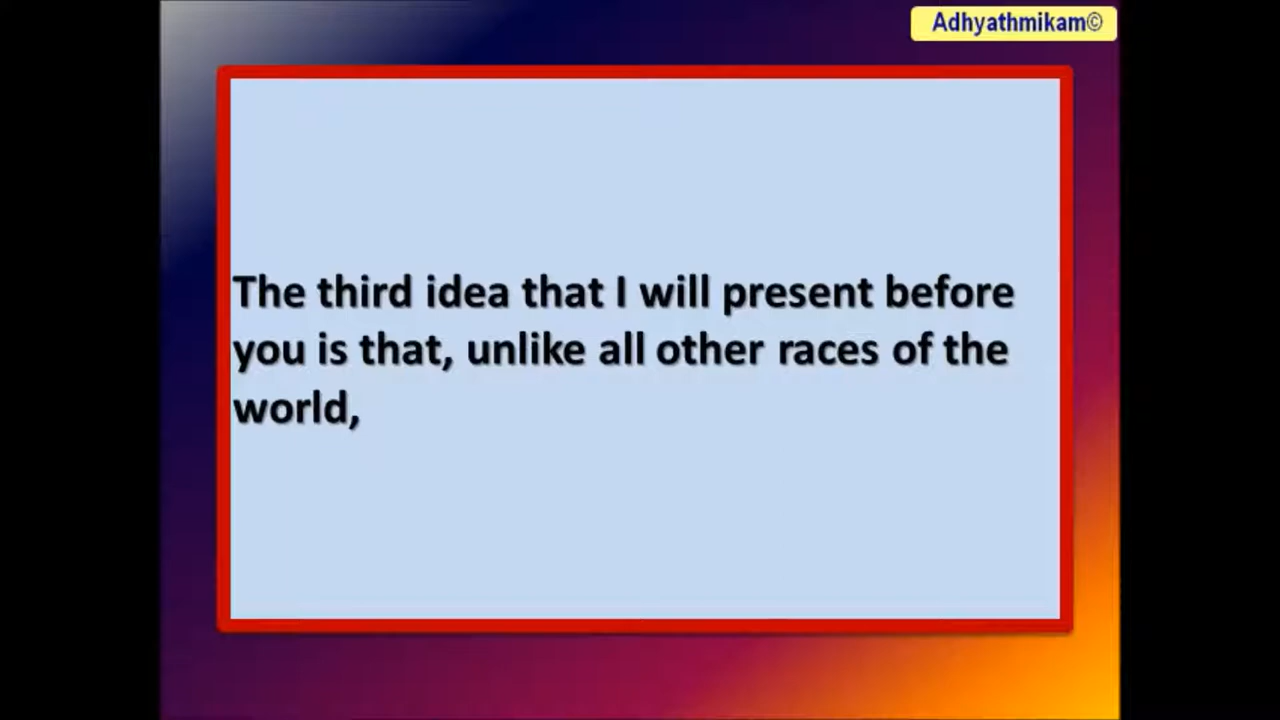 Adhyathmikam©
The third idea that I will present before
you is that, unlike all other races of the
world,